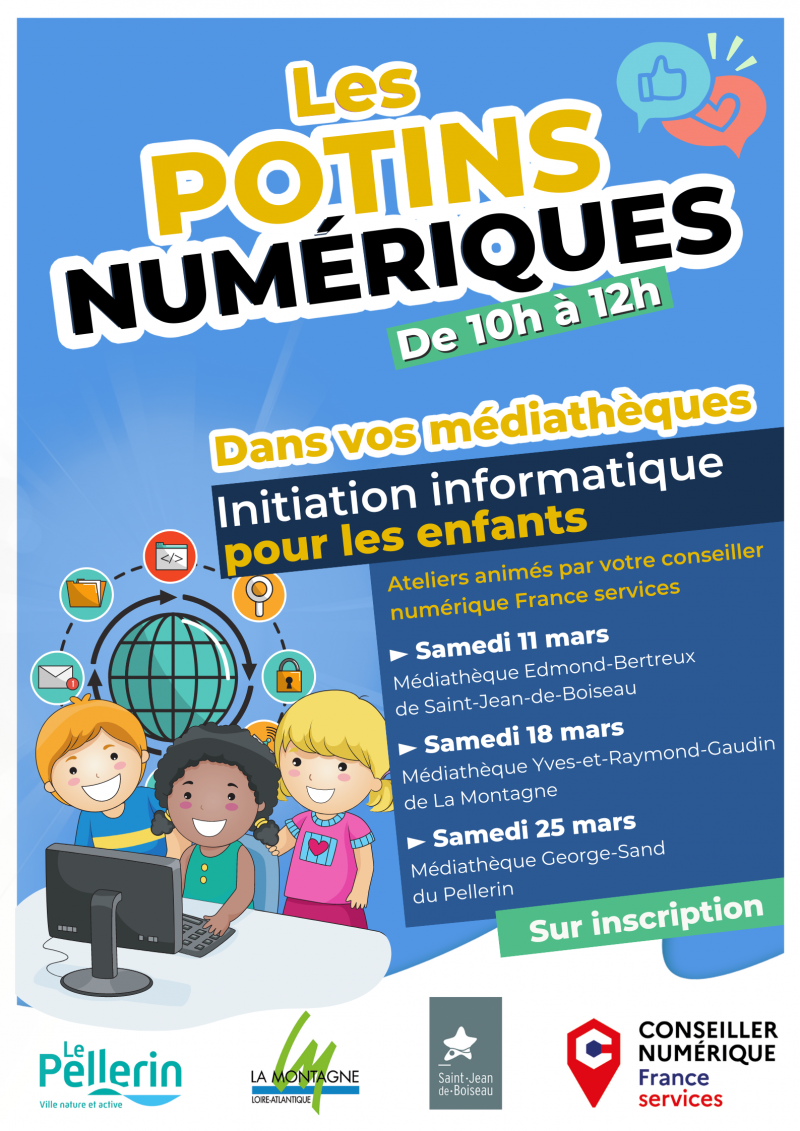 Les
POTINS
NUMÉRIQUES
De 10h à 12h
Dans vos médiathèques
Initiation informatique
pour les enfants
Ateliers animés par votre conseiller
numérique France services
► Samedi 11 mars
Médiathèque Edmond-Bertreux
de Saint-Jean-de-Boiseau
► Samedi 18 mars
Médiathèque Yves-et-Raymond-Gaudin
de La Montagne
► Samedi 25 mars
Médiathèque George-Sand
du Pellerin
Sur inscription
</>
1
Le
Pellerin
Ville nature et active
LA MONTAGNE
LOIRE-ATLANTIQUE
Saint-Jean
de-Boiseau
CONSEILLER
NUMÉRIQUE
France
services